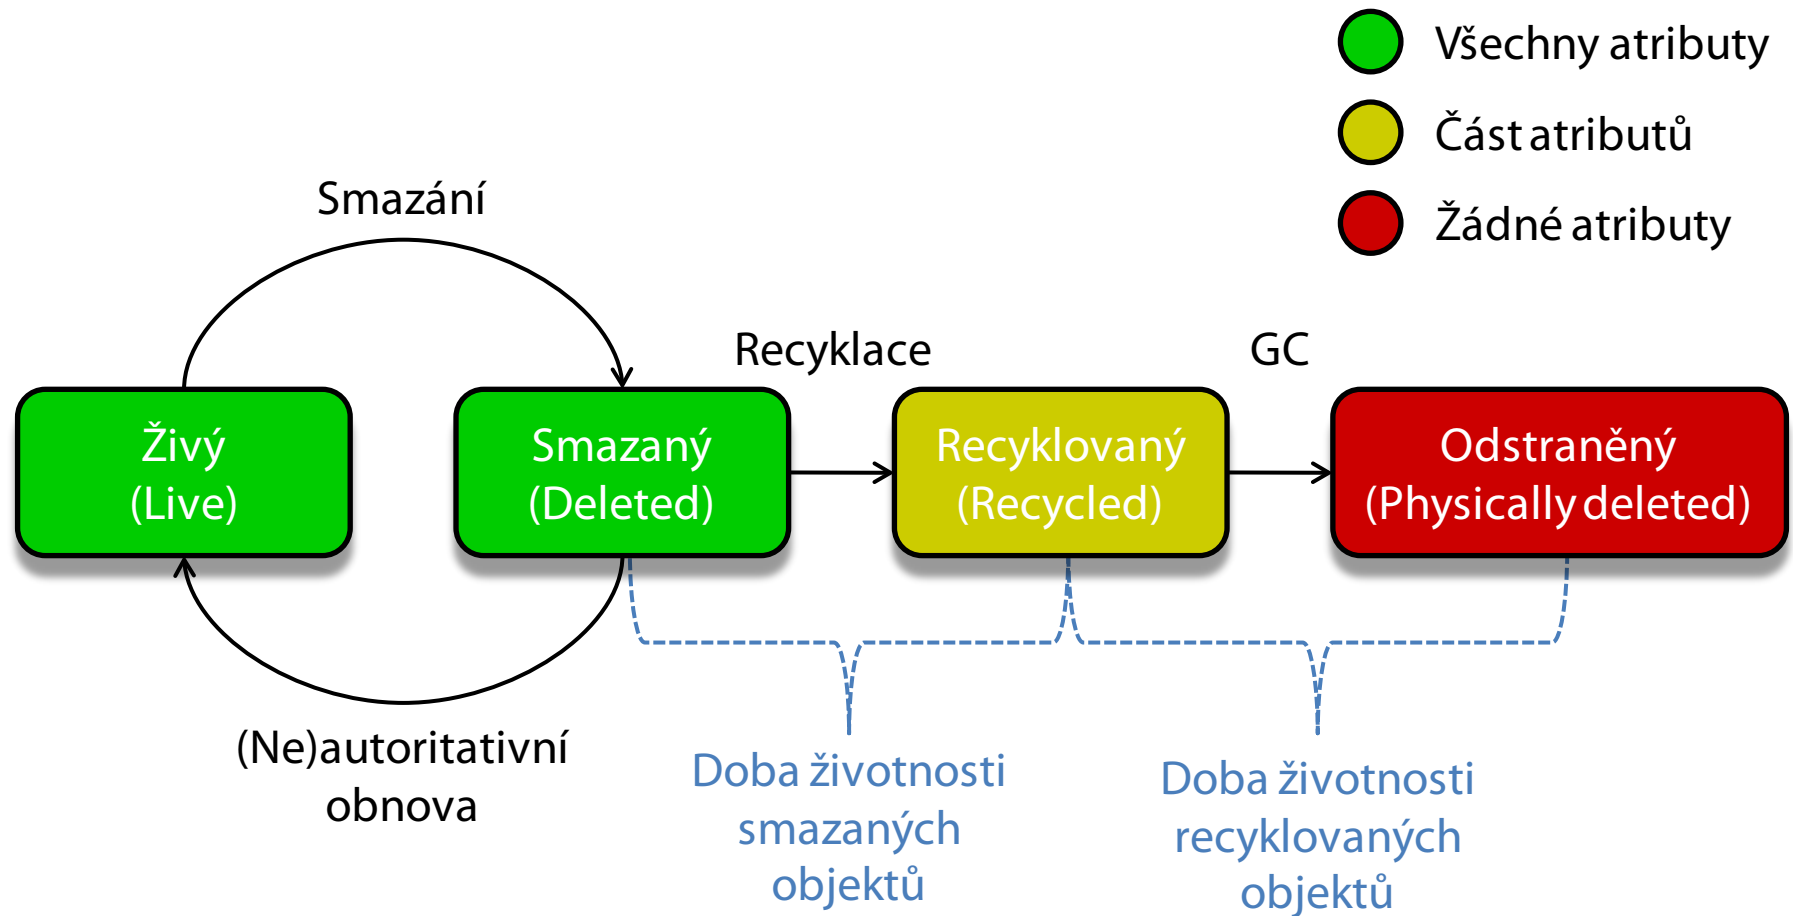 Všechny atributy
Část atributů
Žádné atributy
Smazání
Recyklace
GC
Živý
(Live)
Smazaný
(Deleted)
Recyklovaný
(Recycled)
Odstraněný
(Physically deleted)
(Ne)autoritativní
obnova
Doba životnosti
smazaných
objektů
Doba životnosti
recyklovaných
objektů